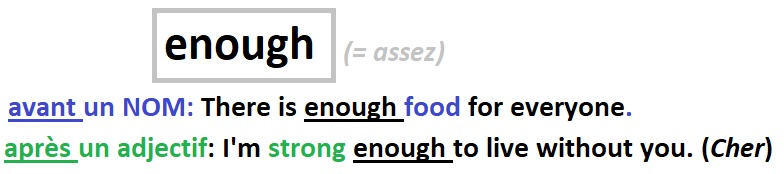 enough (= assez)
avant un NOM: There is enough food for everyone.
après un adjectif: I'm strong enough to live without you. (Cher)